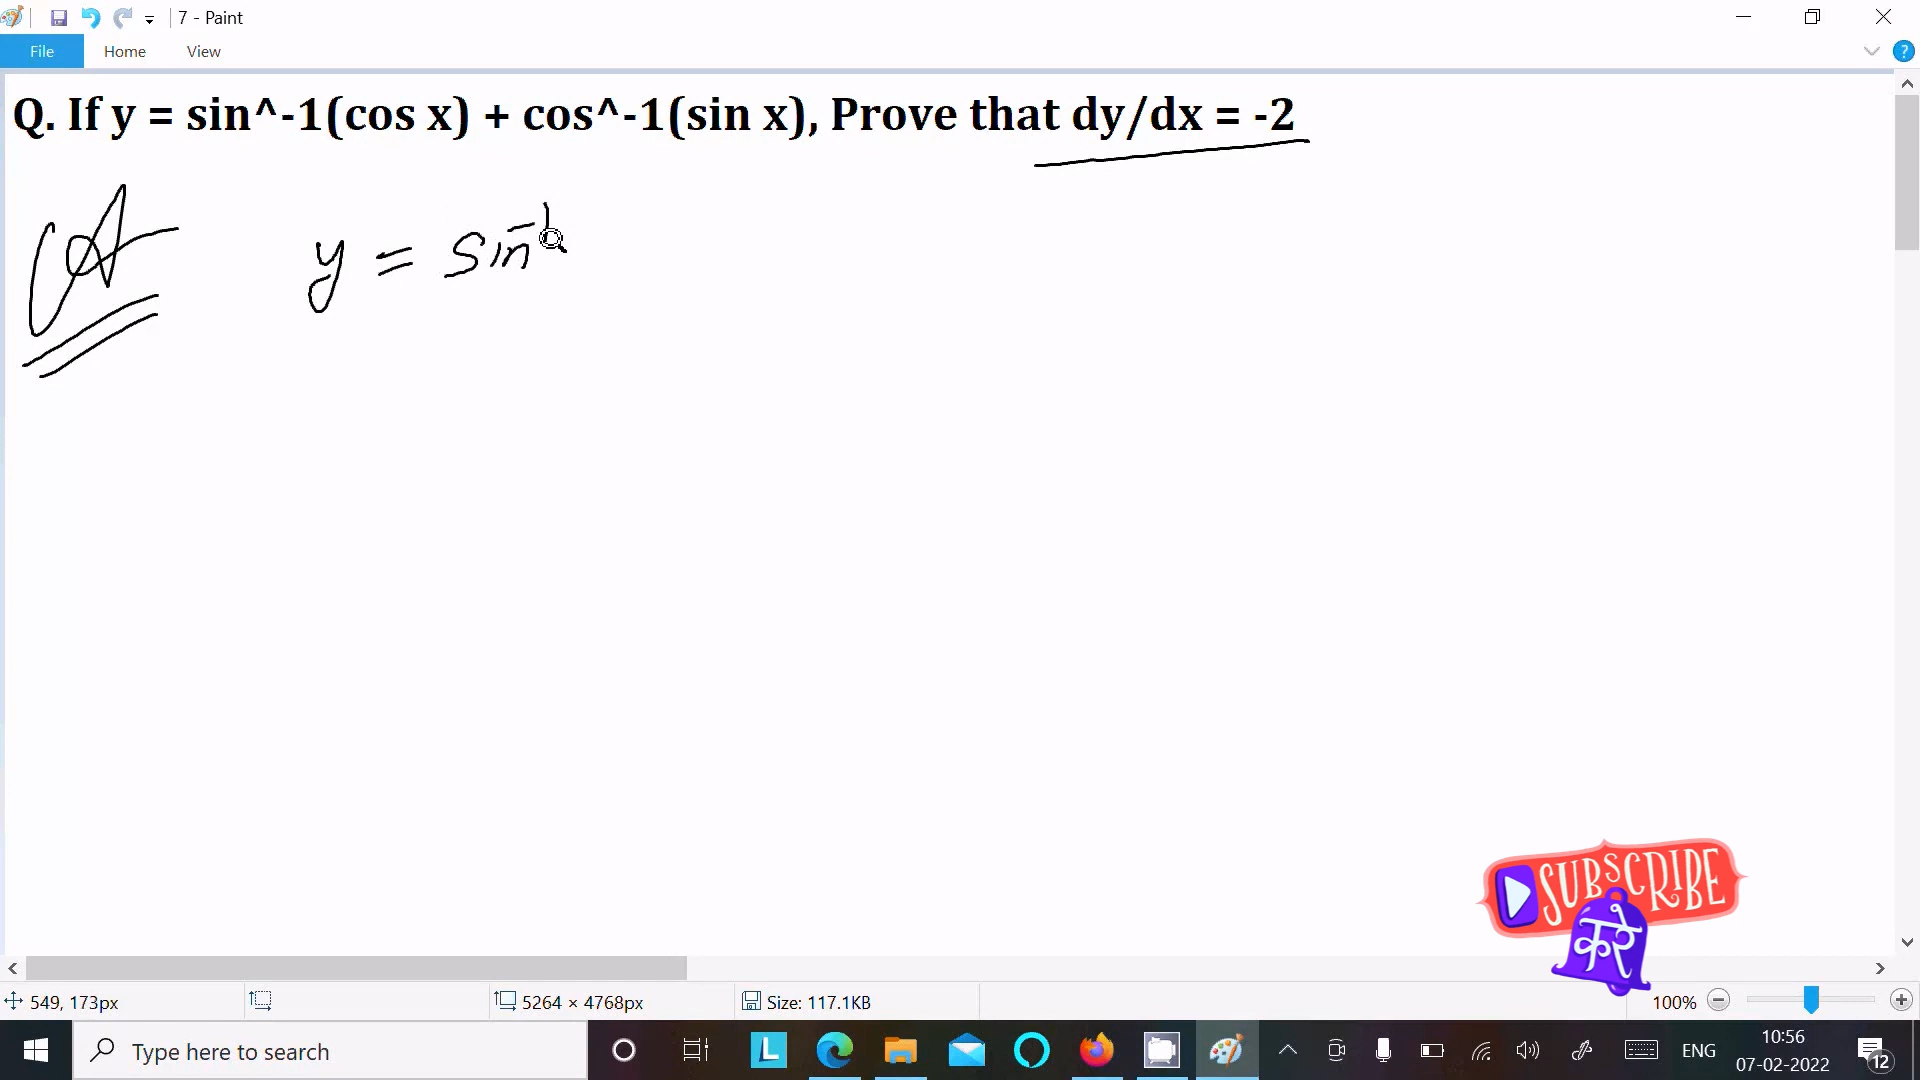 7 - Paint
File Home View
Q. If y = sin^-1(cos x) + cos^-1(sin x), Prove that dy/dx = -2
y = sin⁻¹
SUBSCRIBE
करे
549, 173px 5264 × 4768px Size: 117.1KB 100%
Type here to search
L
ENG
10:56
07-02-2022
12